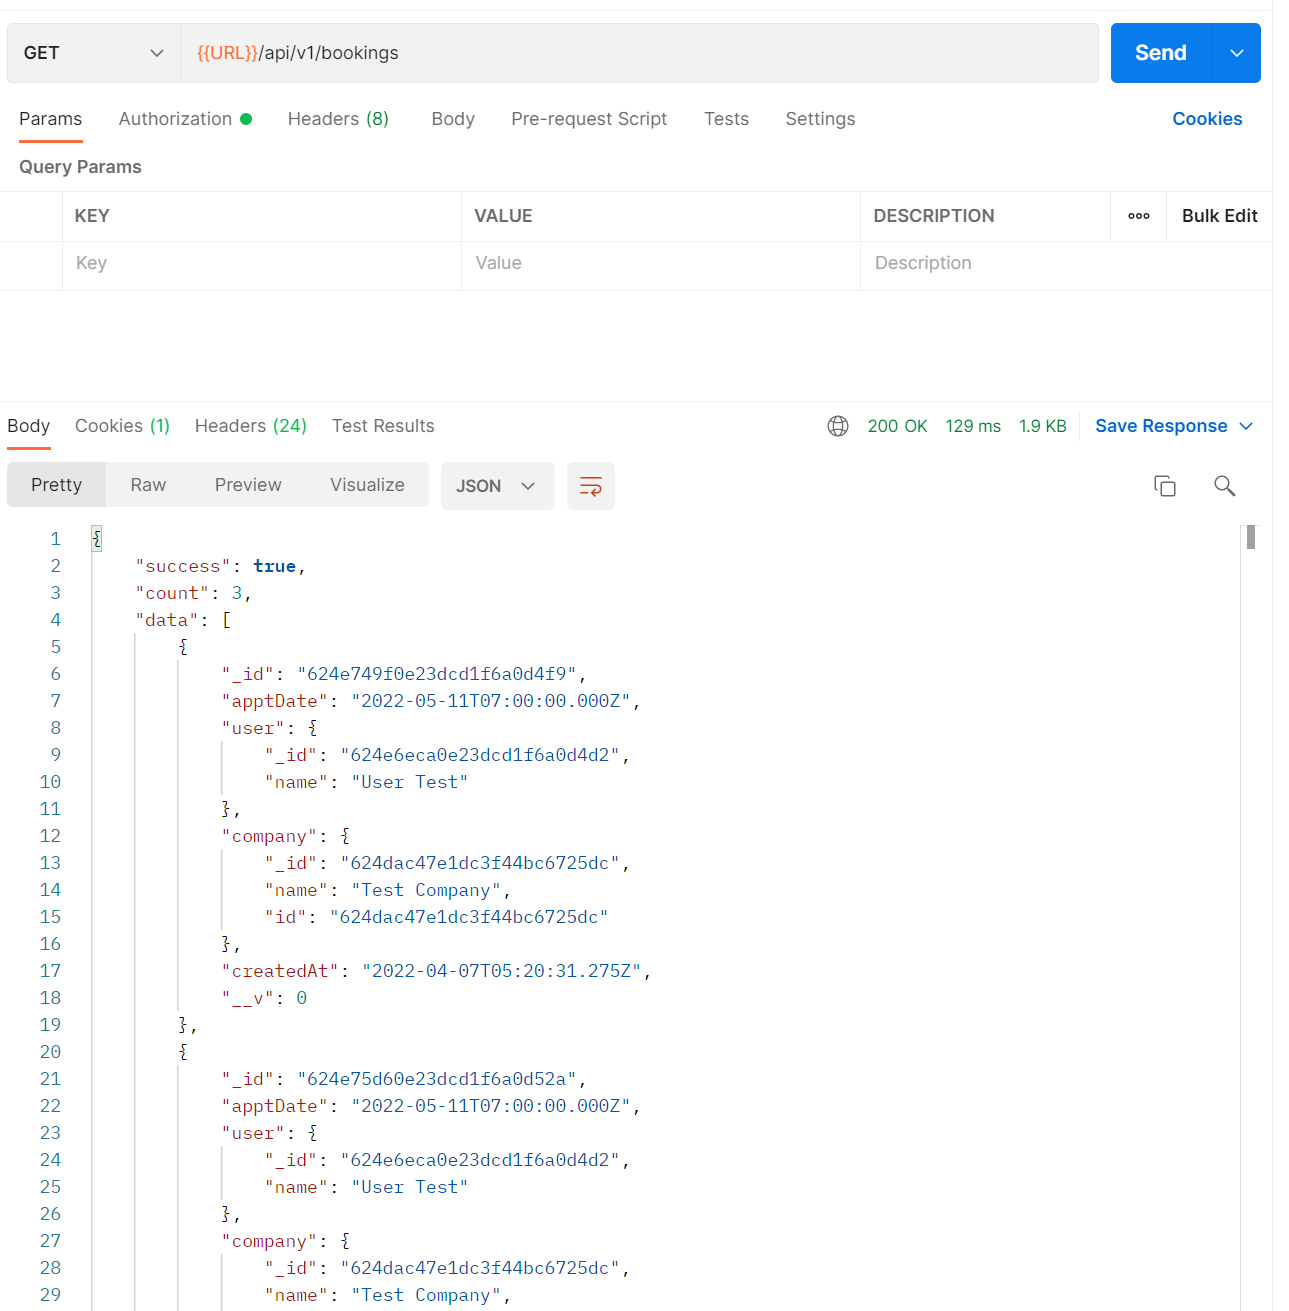 GET {{URL}}/api/v1/bookings Send
Params Authorization Headers (8) Body Pre-request Script Tests Settings Cookies
Query Params
KEY VALUE DESCRIPTION ooo Bulk Edit
Key Value Description
Body Cookies (1) Headers (24) Test Results 200 OK 129 ms 1.9 KB Save Response
Pretty Raw Preview Visualize JSON
1 {
2 "success": true,
3 "count": 3,
4 "data": [
5 {
6 "_id": "624e749f0e23dcd1f6a0d4f9",
7 "apptDate": "2022-05-11T07:00:00.000Z",
8 "user": {
9 "_id": "624e6eca0e23dcd1f6a0d4d2",
10 "name": "User Test"
11 },
12 "company": {
13 "_id": "624dac47e1dc3f44bc6725dc",
14 "name": "Test Company",
15 "id": "624dac47e1dc3f44bc6725dc"
16 },
17 "createdAt": "2022-04-07T05:20:31.275Z",
18 "__v": 0
19 },
20 {
21 "_id": "624e75d60e23dcd1f6a0d52a",
22 "apptDate": "2022-05-11T07:00:00.000Z",
23 "user": {
24 "_id": "624e6eca0e23dcd1f6a0d4d2",
25 "name": "User Test"
26 },
27 "company": {
28 "_id": "624dac47e1dc3f44bc6725dc",
29 "name": "Test Company",